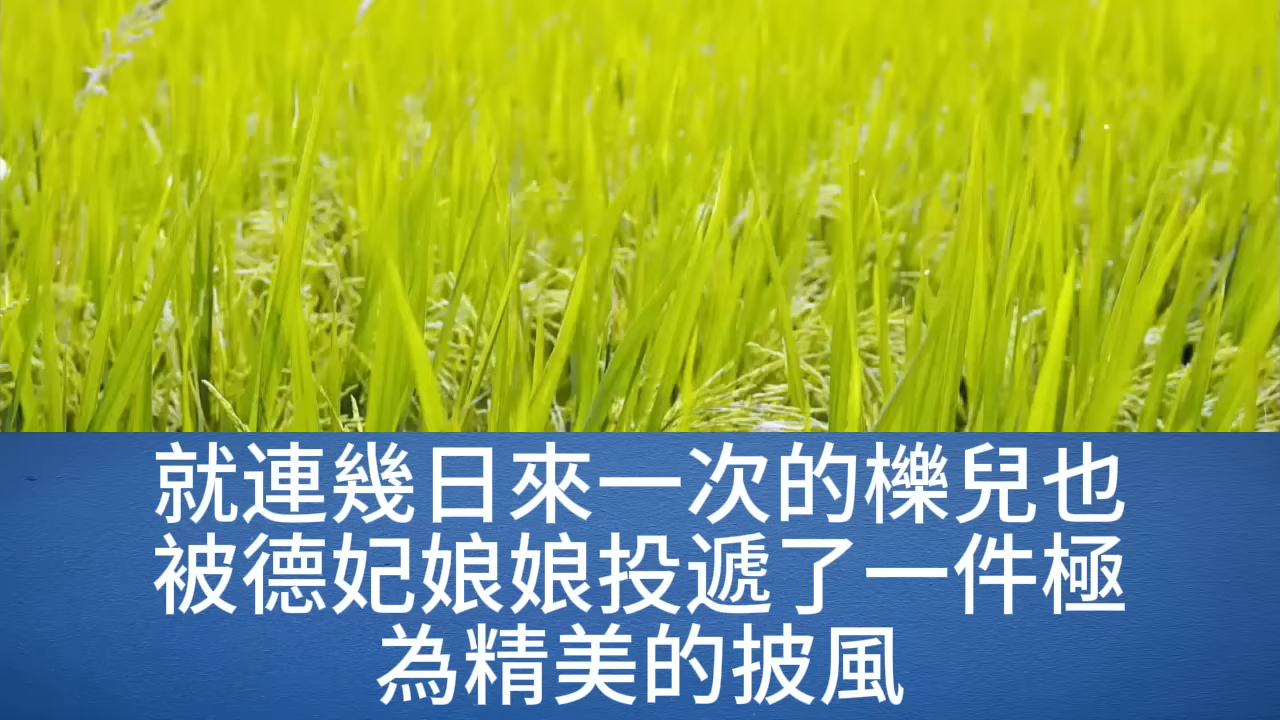 就連幾日來一次的櫟兒也
被德妃娘娘投遞了一件極
為精美的披風